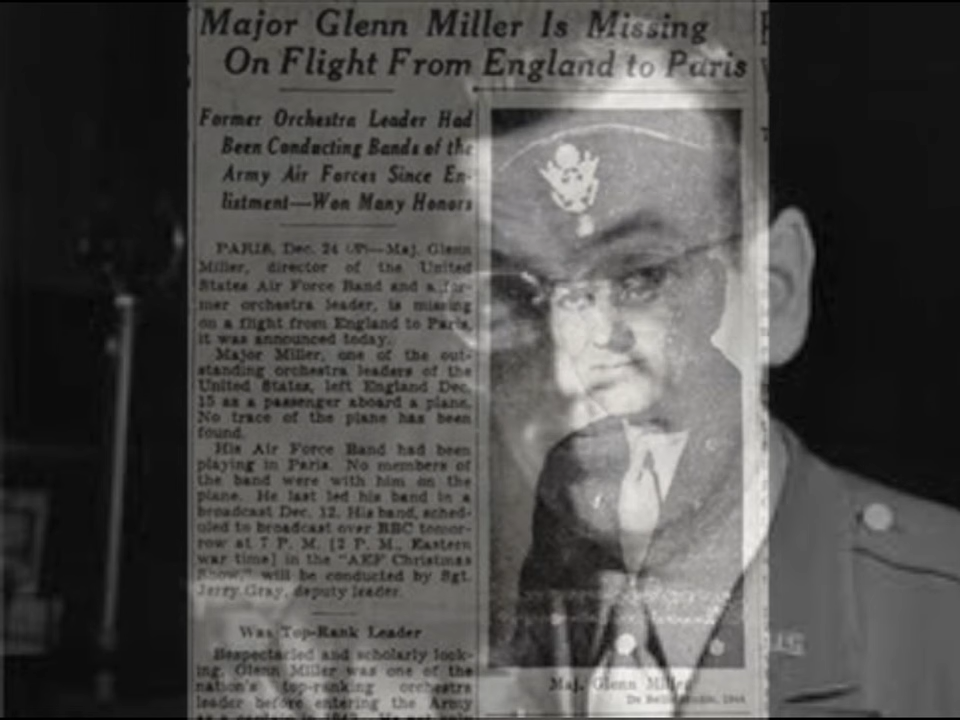 Major Glenn Miller Is Missing
On Flight From England to Paris
Former Orchestra Leader Had
Been Conducting Bands of the
Army Air Forces Since En-
listment—Won Many Honors
PARIS, Dec. 24 (AP)—Maj. Glenn
Miller, director of the United
States Air Force Band and a for-
mer orchestra leader, is missing
on a flight from England to Paris,
it was announced today.
Major Miller, one of the out-
standing orchestra leaders of the
United States, left England Dec.
15 as a passenger aboard a plane.
No trace of the plane has been
found.
His Air Force Band had been
playing in Paris. No members of
the band were with him on the
plane. He last led his band in a
broadcast Dec. 12. His band, sched-
uled to broadcast over BBC tomor-
row at 7 P. M. [2 P. M., Eastern
war time] in the "AEF Christmas
Show," will be conducted by Sgt.
Jerry Gray, deputy leader.
Was Top-Rank Leader
Bespectacled and scholarly look-
ing, Glenn Miller was one of the
nation's top-ranking orchestra
leaders before entering the Army
Maj. Glenn Miller